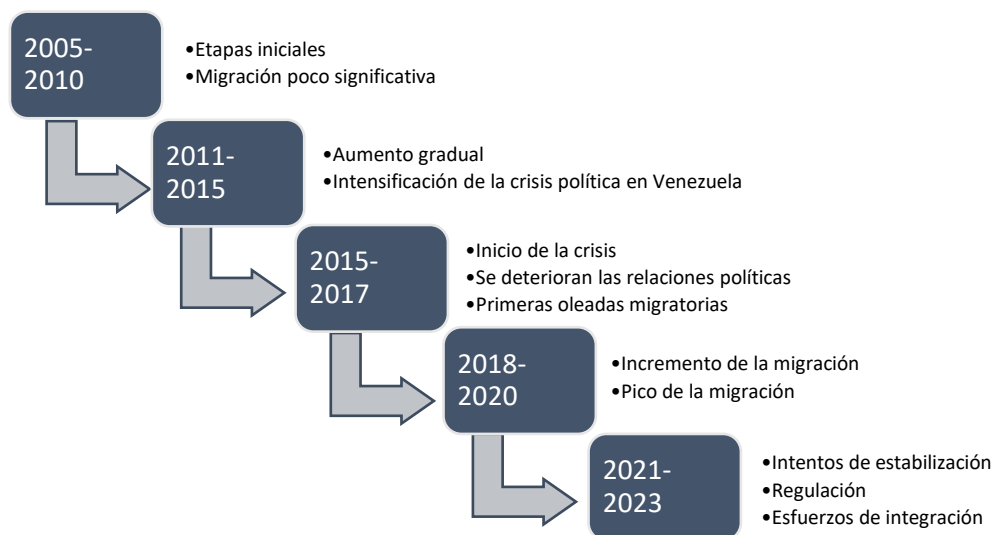 2005-
2010
•Etapas iniciales
•Migración poco significativa
2011-
2015
•Aumento gradual
•Intensificación de la crisis política en Venezuela
2015-
2017
•Inicio de la crisis
•Se deterioran las relaciones políticas
•Primeras oleadas migratorias
2018-
2020
•Incremento de la migración
•Pico de la migración
2021-
2023
•Intentos de estabilización
•Regulación
•Esfuerzos de integración